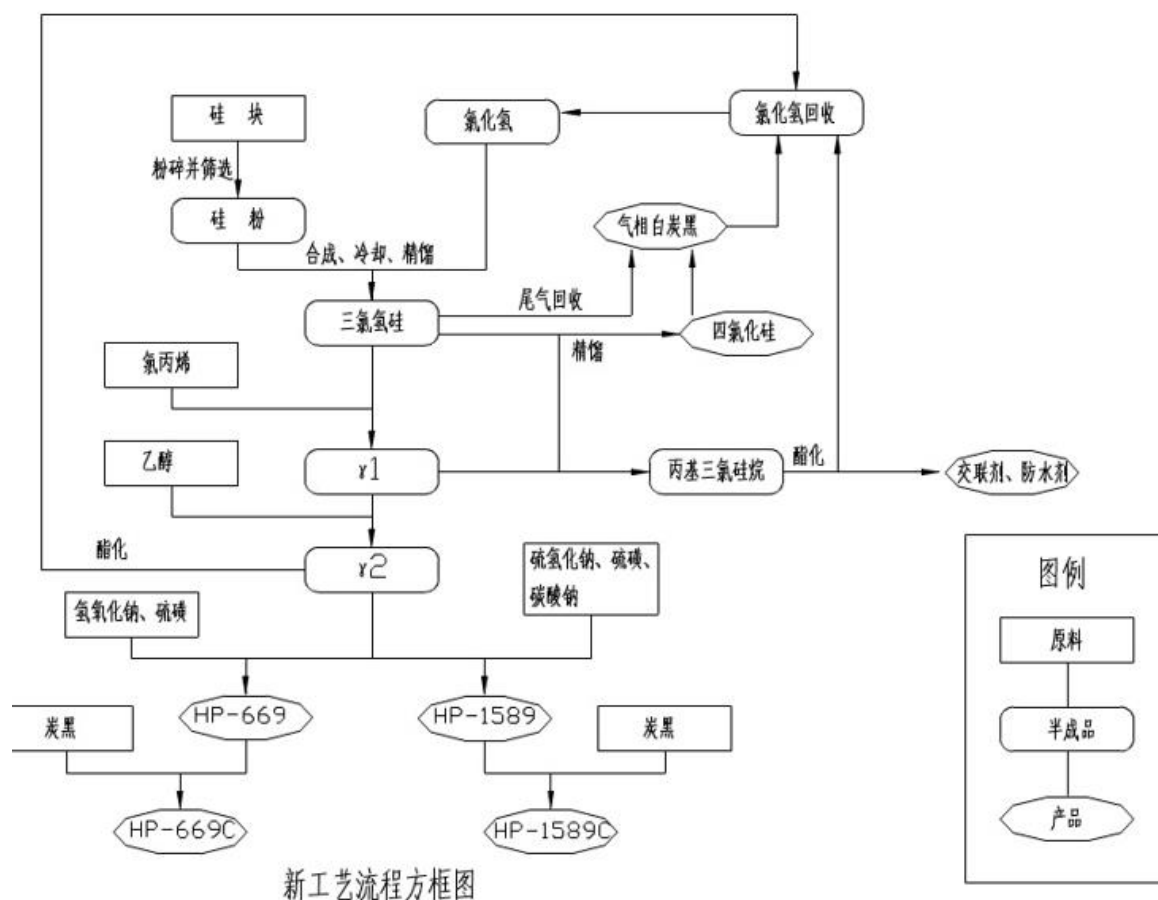 硅 块
氯化氢
氯化氢回收
粉碎并筛选
硅 粉
气相白炭黑
合成、冷却、精馏
尾气回收
三氯氢硅
四氯化硅
精馏
氯丙烯
乙醇
γ1
丙基三氯硅烷
酯化
交联剂、防水剂
酯化
γ2
硫氢化钠、硫磺、
碳酸钠
氢氧化钠、硫磺
HP-669
HP-1589
炭黑
炭黑
HP-669C
HP-1589C
图例
原料
半成品
产品
新工艺流程方框图